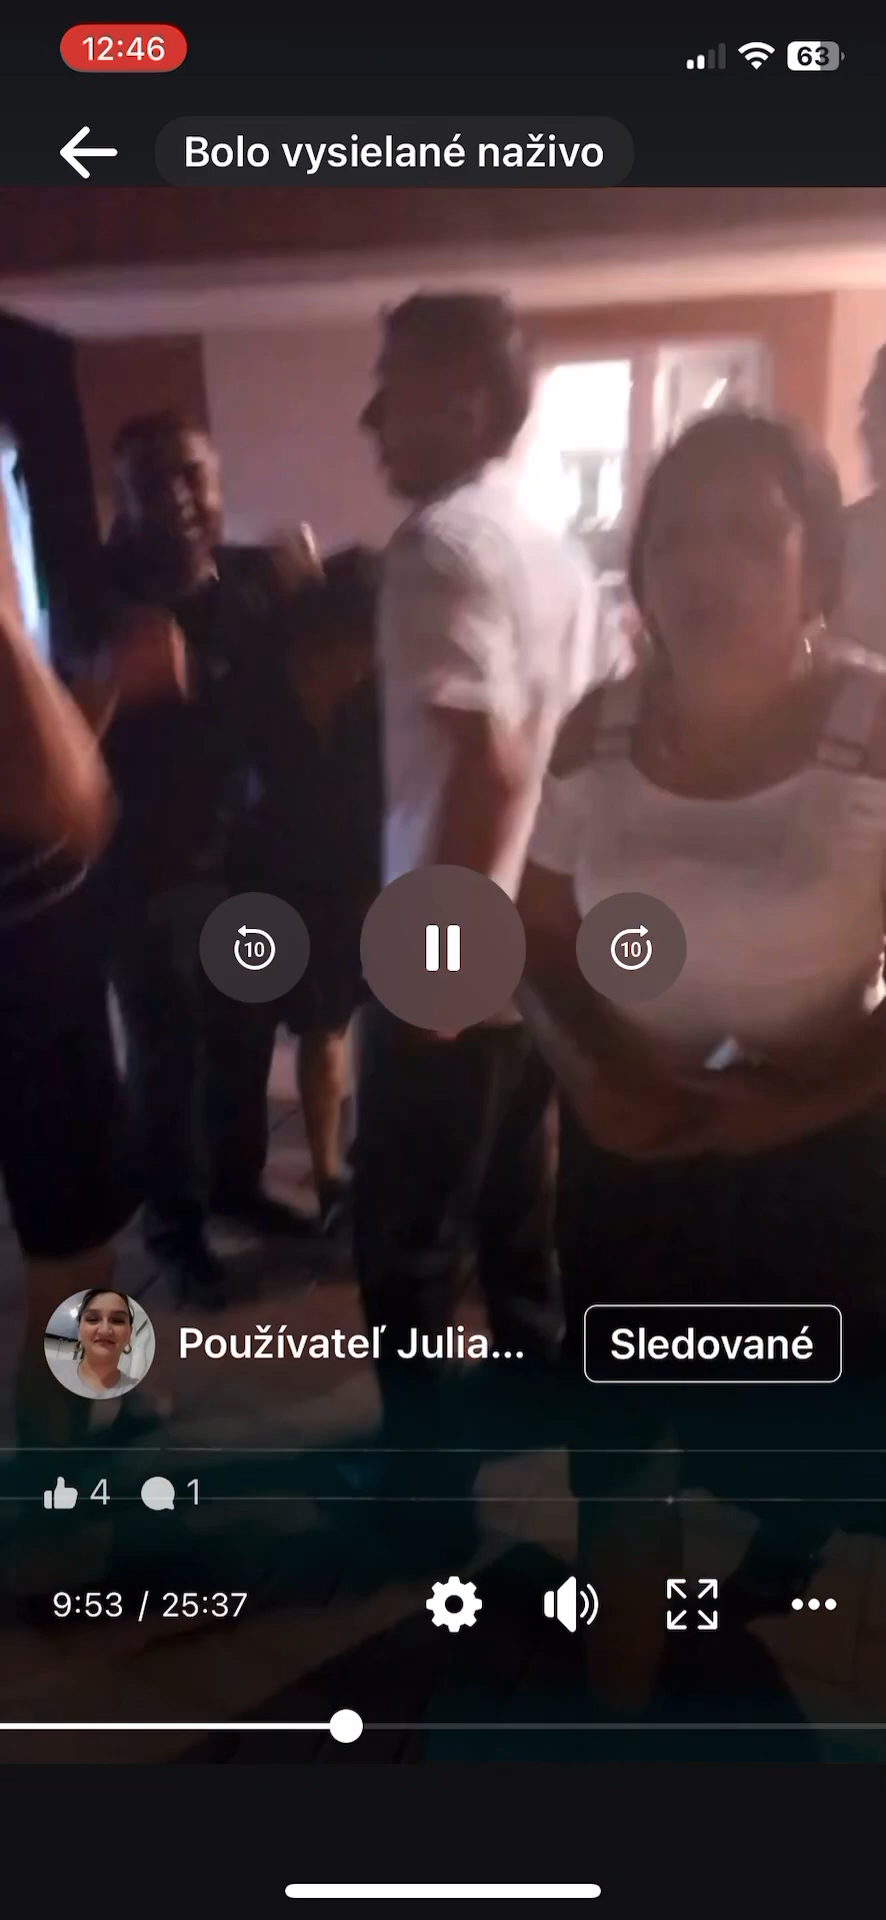 12:46
63
Bolo vysielané naživo
10
10
Používateľ Julia...
Sledované
4
1
9:53 / 25:37